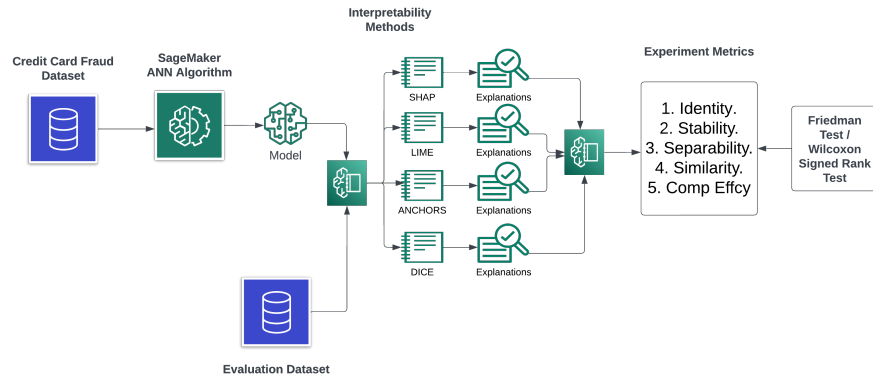 Interpretability
Methods
Credit Card Fraud
Dataset
SageMaker
ANN Algorithm
Experiment Metrics
SHAP
Explanations
1. Identity.
2. Stability.
3. Separability.
4. Similarity.
5. Comp Effcy
Friedman
Test /
Wilcoxon
Signed Rank
Test
Model
LIME
Explanations
ANCHORS
Explanations
DICE
Explanations
Evaluation Dataset